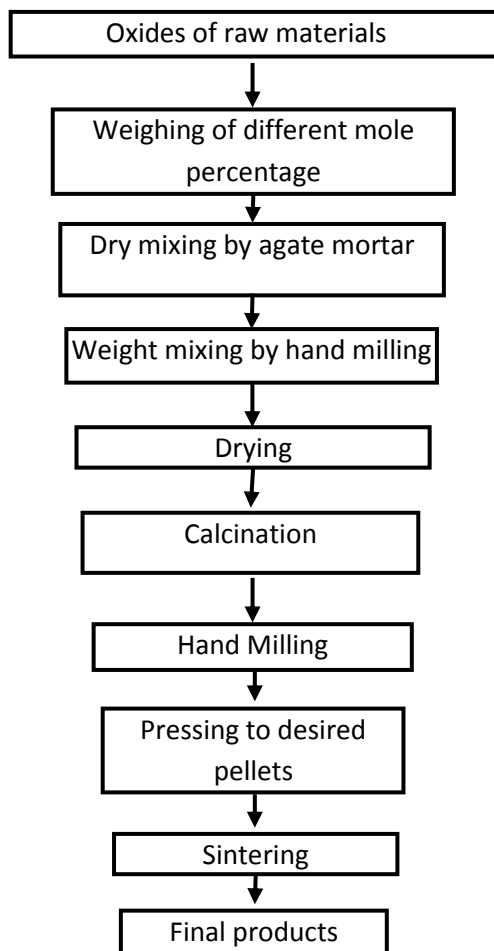 Oxides of raw materials
Weighing of different mole
percentage
Dry mixing by agate mortar
Weight mixing by hand milling
Drying
Calcination
Hand Milling
Pressing to desired
pellets
Sintering
Final products